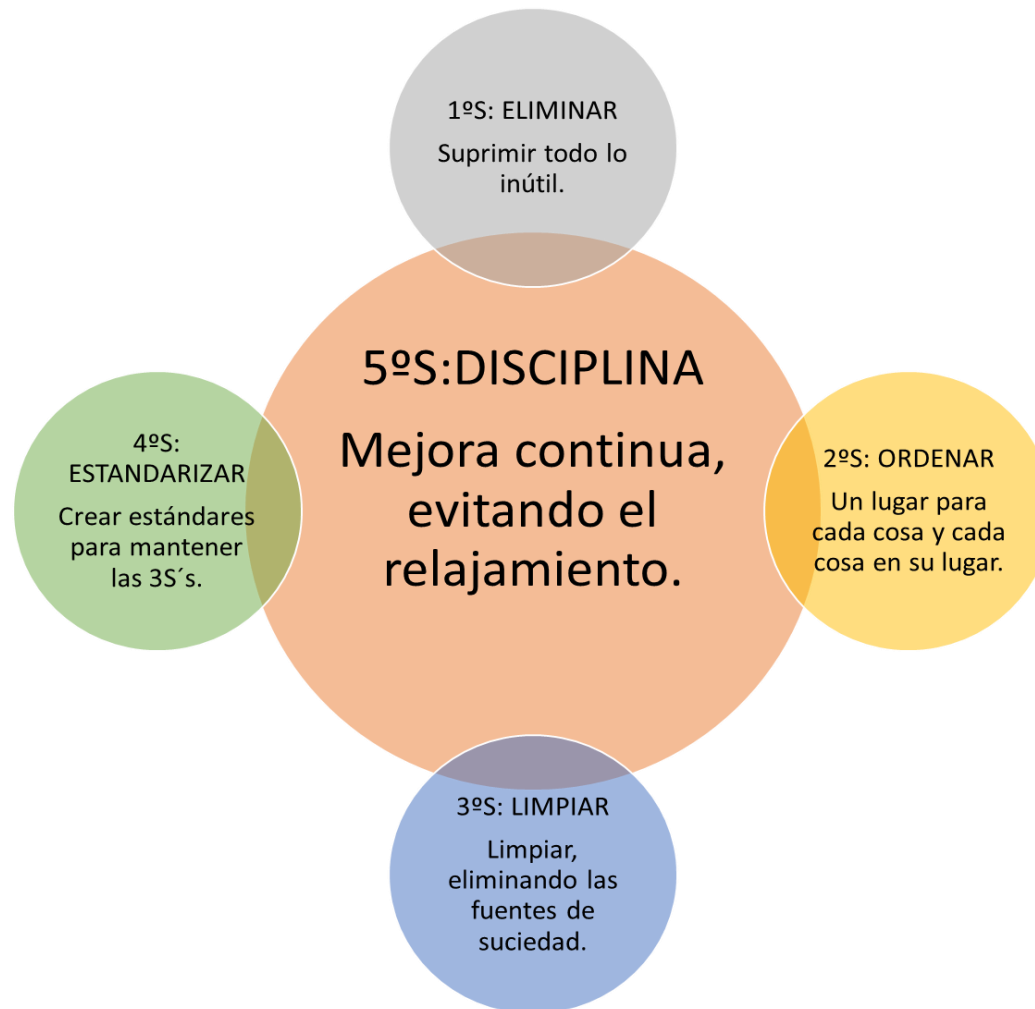 1ºS: ELIMINAR
Suprimir todo lo
inútil.
5ºS:DISCIPLINA
Mejora continua,
evitando el
relajamiento.
4ºS:
ESTANDARIZAR
Crear estándares
para mantener
las 3S´s.
2ºS: ORDENAR
Un lugar para
cada cosa y cada
cosa en su lugar.
3ºS: LIMPIAR
Limpiar,
eliminando las
fuentes de
suciedad.